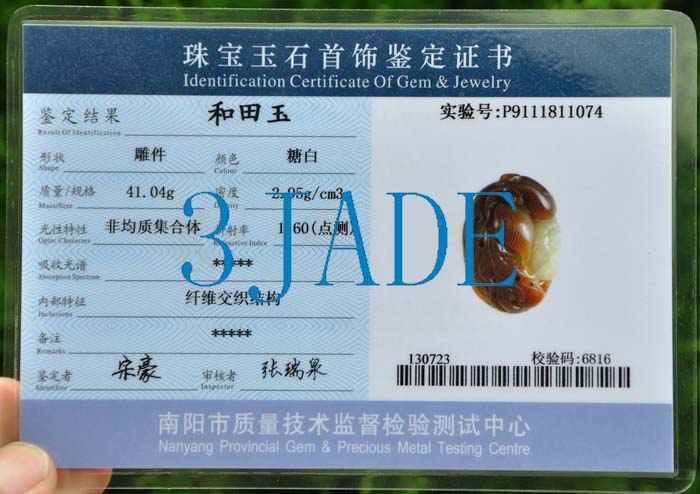 珠宝玉石首饰鉴定证书
Identification Certificate Of Gem & Jewelry
鉴定结果 和田玉
Result Of Identification
形状 雕件 颜色 糖白
Shape Colour
质量/规格 41.04g 密度 2.95g/cm3
Mass/Size Density
光性特性 非均质集合体 折射率 1.60(点测)
Optic Character Refractive Index
吸收光谱 *****
Absorption Spectrum
内部特征 纤维交织结构
Inclusions
备注 *****
Remarks
鉴定者 宋豪 审核者 张瑞泉
Identifier Inspector
实验号:P9111811074
3JADE
130723 校验码:6816
南阳市质量技术监督检验测试中心
Nanyang Provincial Gem & Precious Metal Testing Centre